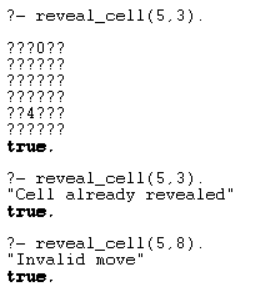 ?- reveal_cell(5,3).
???0??
??????
??????
??????
??4???
??????
true.
?- reveal_cell(5,3).
"Cell already revealed"
true.
?- reveal_cell(5,8).
"Invalid move"
true.